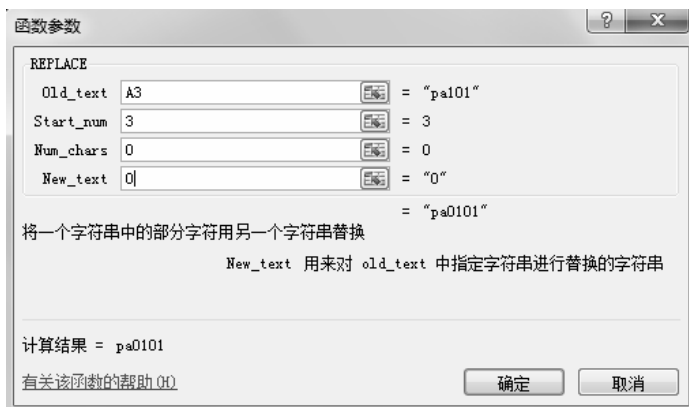 函数参数
REPLACE
Old_text A3 = "pa101"
Start_num 3 = 3
Num_chars 0 = 0
New_text 0 = "0"
= "pa0101"
将一个字符串中的部分字符用另一个字符串替换
New_text 用来对 old_text 中指定字符串进行替换的字符串
计算结果 = pa0101
有关该函数的帮助(H)
确定 取消